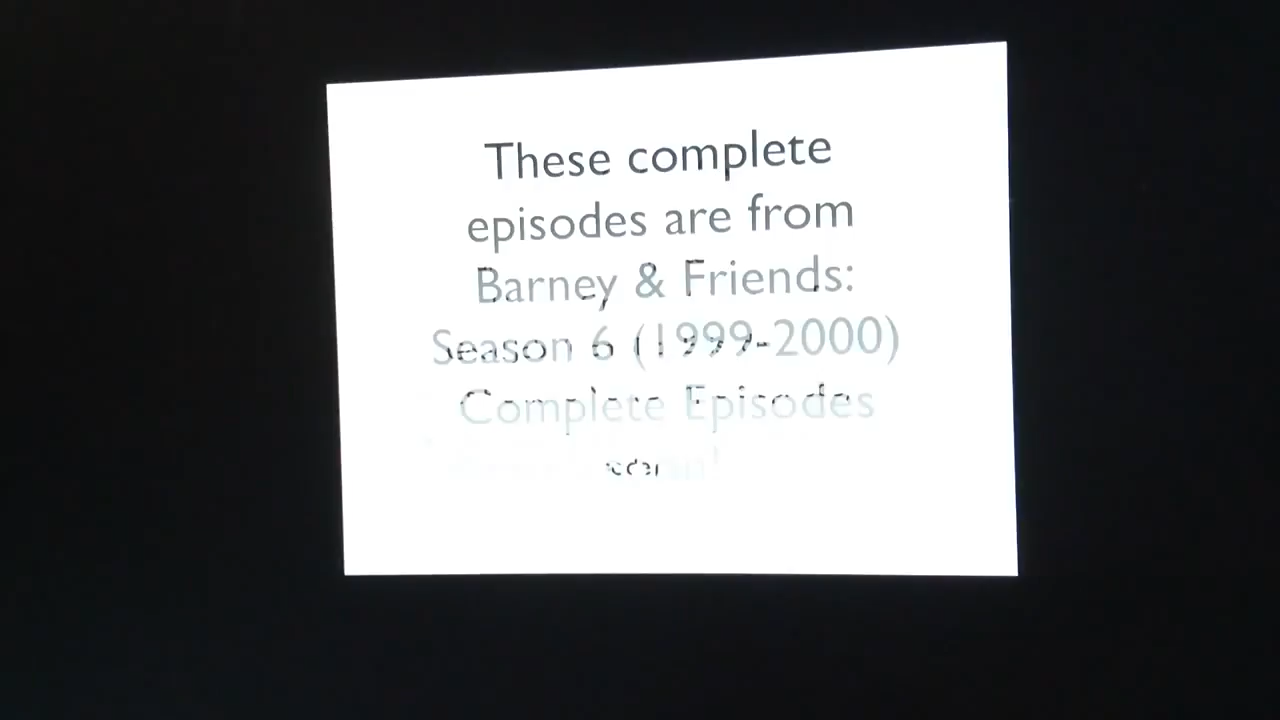 These complete
episodes are from
Barney & Friends:
Season 6 (1999-2000)
Complete Episodes